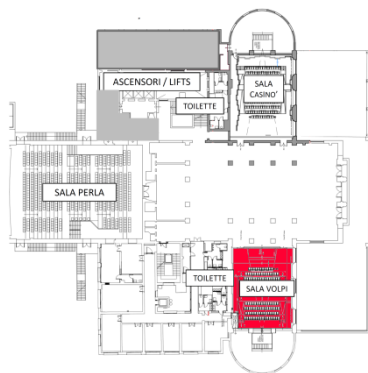 ASCENSORI / LIFTS
SALA
CASINO'
TOILETTE
SALA PERLA
TOILETTE
SALA VOLPI